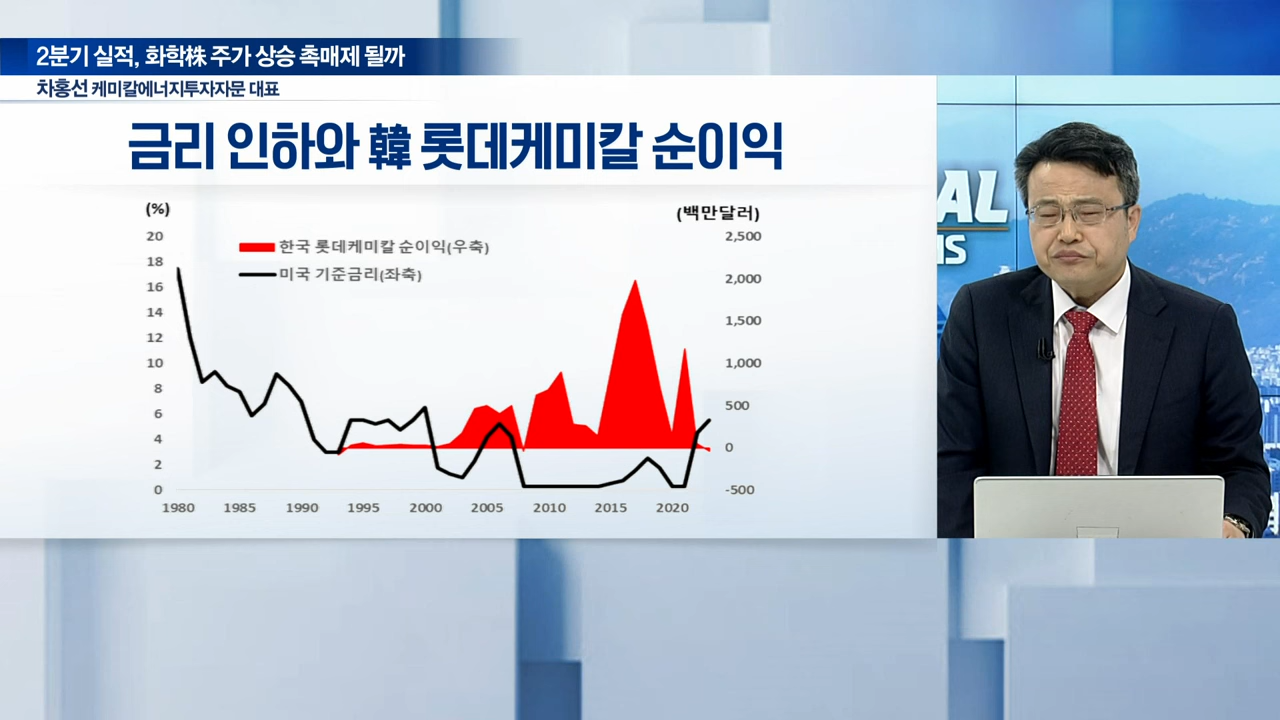 2분기 실적, 화학株 주가 상승 촉매제 될까
차홍선 케미칼에너지투자자문 대표
금리 인하와 韓 롯데케미칼 순이익
(%)
(백만달러)
20
18
16
14
12
10
8
6
4
2
0
한국 롯데케미칼 순이익(우축)
미국 기준금리(좌축)
2,500
2,000
1,500
1,000
500
0
-500
1980 1985 1990 1995 2000 2005 2010 2015 2020
AL